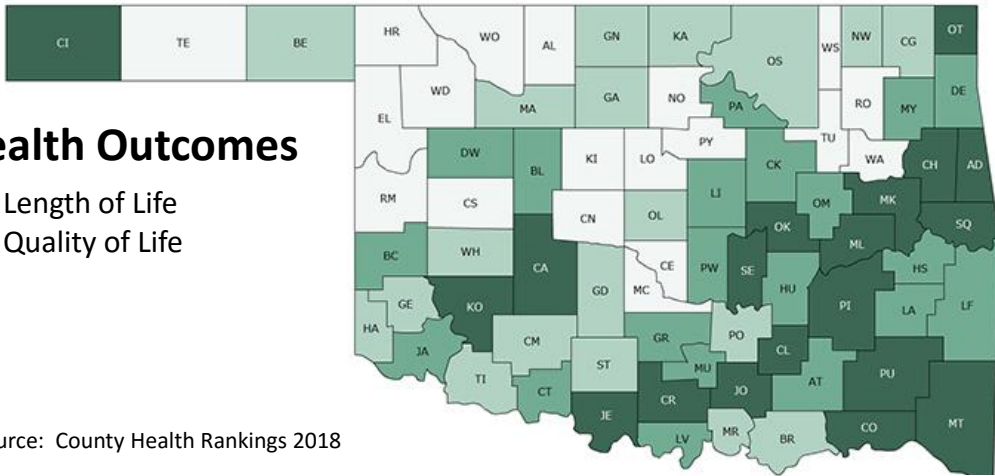 CI TE BE HR WO AL GN KA OS WS NW CG OT
EL WD MA GA NO PA RO MY DE
ealth Outcomes
DW BL KI LO PY CK TU WA CH AD
Length of Life
RM CS CN OL LI OM MK SQ
Quality of Life
BC WH CA CE PW SE OK ML HS
GE KO GD MC HU PI LA LF
HA JA CM GR PO CL
TI CT ST MU JO AT PU
JE CR LV MR BR CO MT
urce: County Health Rankings 2018